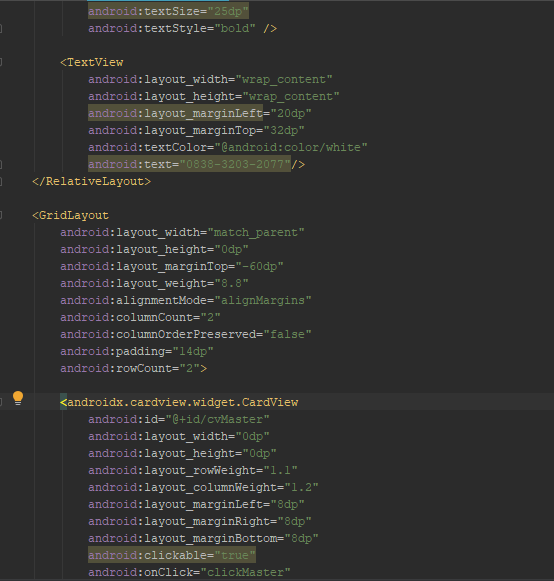 android:textSize="25dp"
android:textStyle="bold" />
<TextView
android:layout_width="wrap_content"
android:layout_height="wrap_content"
android:layout_marginLeft="20dp"
android:layout_marginTop="32dp"
android:textColor="@android:color/white"
android:text="0838-3203-2077"/>
</RelativeLayout>
<GridLayout
android:layout_width="match_parent"
android:layout_height="0dp"
android:layout_marginTop="-60dp"
android:layout_weight="8.8"
android:alignmentMode="alignMargins"
android:columnCount="2"
android:columnOrderPreserved="false"
android:padding="14dp"
android:rowCount="2">
<androidx.cardview.widget.CardView
android:id="@+id/cvMaster"
android:layout_width="0dp"
android:layout_height="0dp"
android:layout_rowWeight="1.1"
android:layout_columnWeight="1.2"
android:layout_marginLeft="8dp"
android:layout_marginRight="8dp"
android:layout_marginBottom="8dp"
android:clickable="true"
android:onClick="clickMaster"